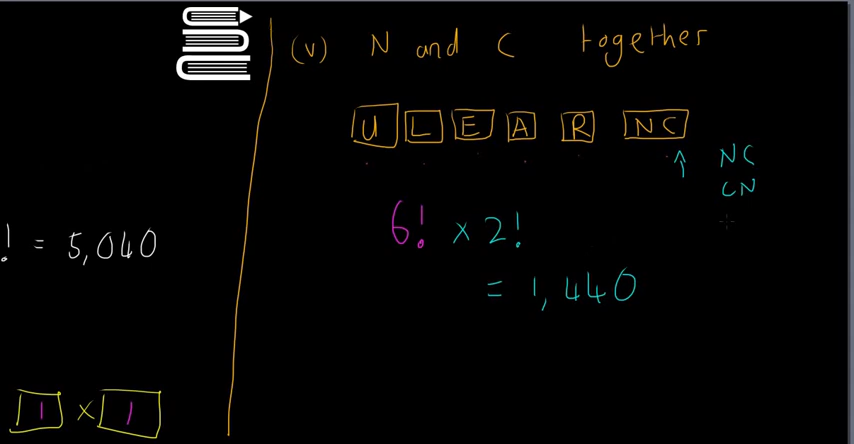 (v) N and C together
U L E A R NC
NC
CN
6! × 2!
= 1,440
! = 5,040
1 × 1